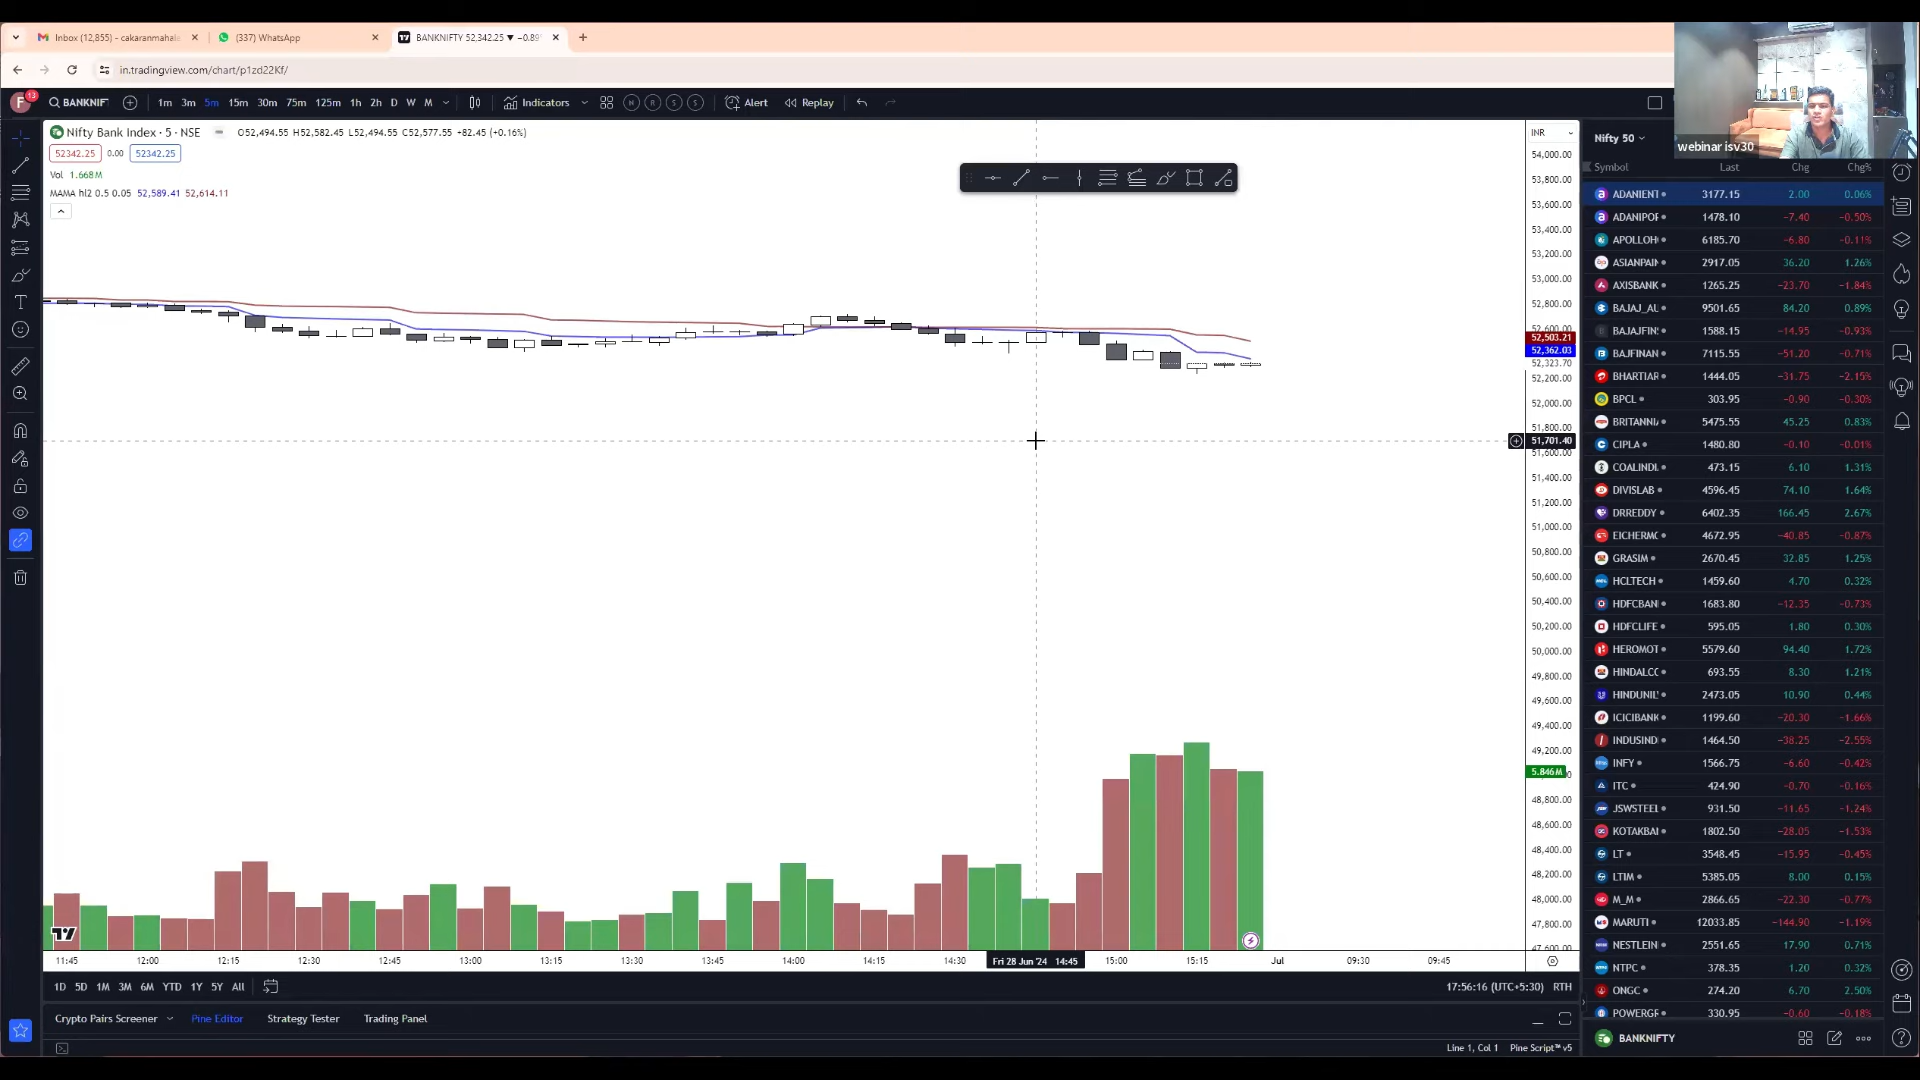 Inbox (12,855) - cakaranmahal
(337) WhatsApp
BANKNIFTY 52,342.25 ▼ −0.89
in.tradingview.com/chart/p1zd22Kf/
F 13 BANKNIF 1m 3m 5m 15m 30m 75m 125m 1h 2h D W M Indicators N R S S Alert Replay
webinar isv30
Nifty Bank Index · 5 · NSE O52,494.55 H52,582.45 L52,494.55 C52,577.55 +82.45 (+0.16%)
52342.25 0.00 52342.25
Vol 1.668M
MAMA hl2 0.5 0.05 52,589.41 52,614.11
INR
54,000.00
53,800.00
53,600.00
53,400.00
53,200.00
53,000.00
52,800.00
52,600.00
52,503.21
52,362.03
52,323.70
52,200.00
52,000.00
51,800.00
51,701.40
51,600.00
51,400.00
51,200.00
51,000.00
50,800.00
50,600.00
50,400.00
50,200.00
50,000.00
49,800.00
49,600.00
49,400.00
49,200.00
5.846M
48,800.00
48,600.00
48,400.00
48,200.00
48,000.00
47,800.00
47,600.00
11:45 12:00 12:15 12:30 12:45 13:00 13:15 13:30 13:45 14:00 14:15 14:30 Fri 28 Jun '24 14:45 15:00 15:15 Jul 09:30 09:45
1D 5D 1M 3M 6M YTD 1Y 5Y All 17:56:16 (UTC+5:30) RTH
Crypto Pairs Screener Pine Editor Strategy Tester Trading Panel
Line 1, Col 1 Pine Script™ v5
Nifty 50
Symbol Last Chg Chg%
ADANIENT 3177.15 2.00 0.06%
ADANIPOR 1478.10 −7.40 −0.50%
APOLLOH 6185.70 −6.80 −0.11%
ASIANPAIN 2917.05 36.20 1.26%
AXISBANK 1265.25 −23.70 −1.84%
BAJAJ_AU 9501.65 84.20 0.89%
BAJAJFIN 1588.15 −14.95 −0.93%
BAJFINAN 7115.55 −51.20 −0.71%
BHARTIAR 1444.05 −31.75 −2.15%
BPCL 303.95 −0.90 −0.30%
BRITANNI 5475.55 45.25 0.83%
CIPLA 1480.80 −0.10 −0.01%
COALINDI 473.15 6.10 1.31%
DIVISLAB 4596.45 74.10 1.64%
DRREDDY 6402.35 166.45 2.67%
EICHERMO 4672.95 −40.85 −0.87%
GRASIM 2670.45 32.85 1.25%
HCLTECH 1459.60 4.70 0.32%
HDFCBAN 1683.80 −12.35 −0.73%
HDFCLIFE 595.05 1.80 0.30%
HEROMOT 5579.60 94.40 1.72%
HINDALCO 693.55 8.30 1.21%
HINDUNIL 2473.05 10.90 0.44%
ICICIBANK 1199.60 −20.30 −1.66%
INDUSIND 1464.50 −38.25 −2.55%
INFY 1566.75 −6.60 −0.42%
ITC 424.90 −0.70 −0.16%
JSWSTEEL 931.50 −11.65 −1.24%
KOTAKBAI 1802.50 −28.05 −1.53%
LT 3548.45 −15.95 −0.45%
LTIM 5385.05 8.00 0.15%
M_M 2866.65 −22.30 −0.77%
MARUTI 12033.85 −144.90 −1.19%
NESTLEIN 2551.65 17.90 0.71%
NTPC 378.35 1.20 0.32%
ONGC 274.20 6.70 2.50%
POWERGR 330.95 −0.60 −0.18%
BANKNIFTY